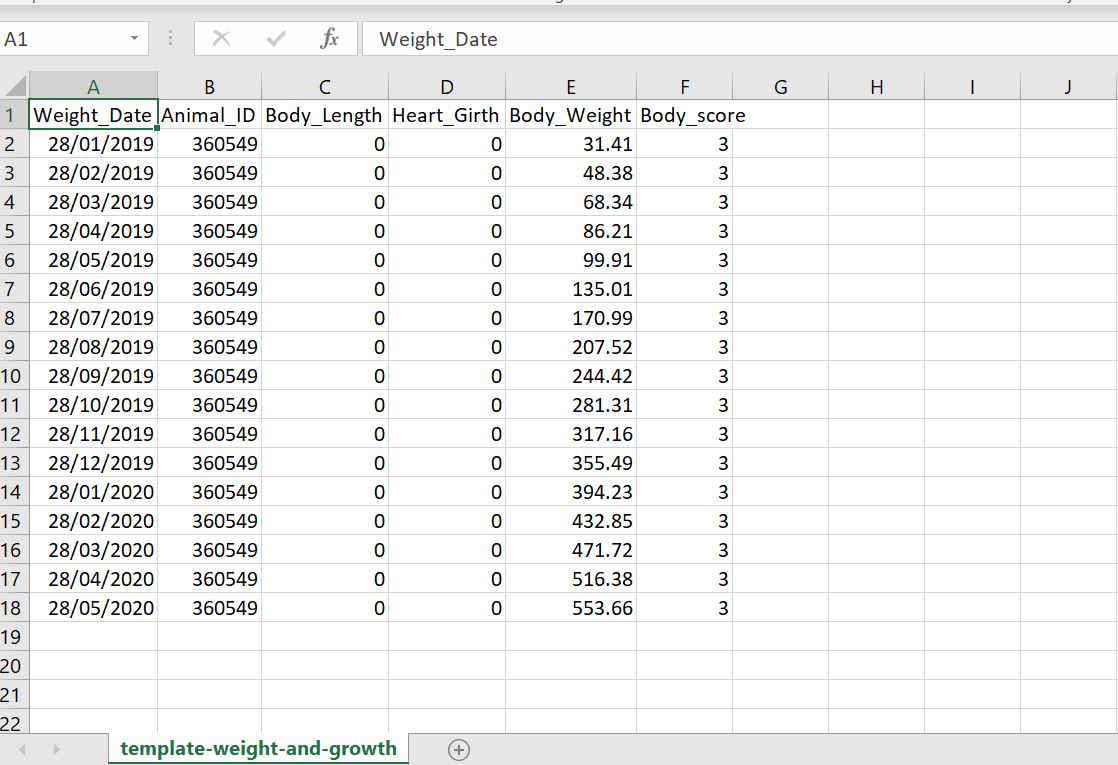 A1 fx Weight_Date
A B C D E F G H I J
1 Weight_Date Animal_ID Body_Length Heart_Girth Body_Weight Body_score
2 28/01/2019 360549 0 0 31.41 3
3 28/02/2019 360549 0 0 48.38 3
4 28/03/2019 360549 0 0 68.34 3
5 28/04/2019 360549 0 0 86.21 3
6 28/05/2019 360549 0 0 99.91 3
7 28/06/2019 360549 0 0 135.01 3
8 28/07/2019 360549 0 0 170.99 3
9 28/08/2019 360549 0 0 207.52 3
10 28/09/2019 360549 0 0 244.42 3
11 28/10/2019 360549 0 0 281.31 3
12 28/11/2019 360549 0 0 317.16 3
13 28/12/2019 360549 0 0 355.49 3
14 28/01/2020 360549 0 0 394.23 3
15 28/02/2020 360549 0 0 432.85 3
16 28/03/2020 360549 0 0 471.72 3
17 28/04/2020 360549 0 0 516.38 3
18 28/05/2020 360549 0 0 553.66 3
19
20
21
22
template-weight-and-growth